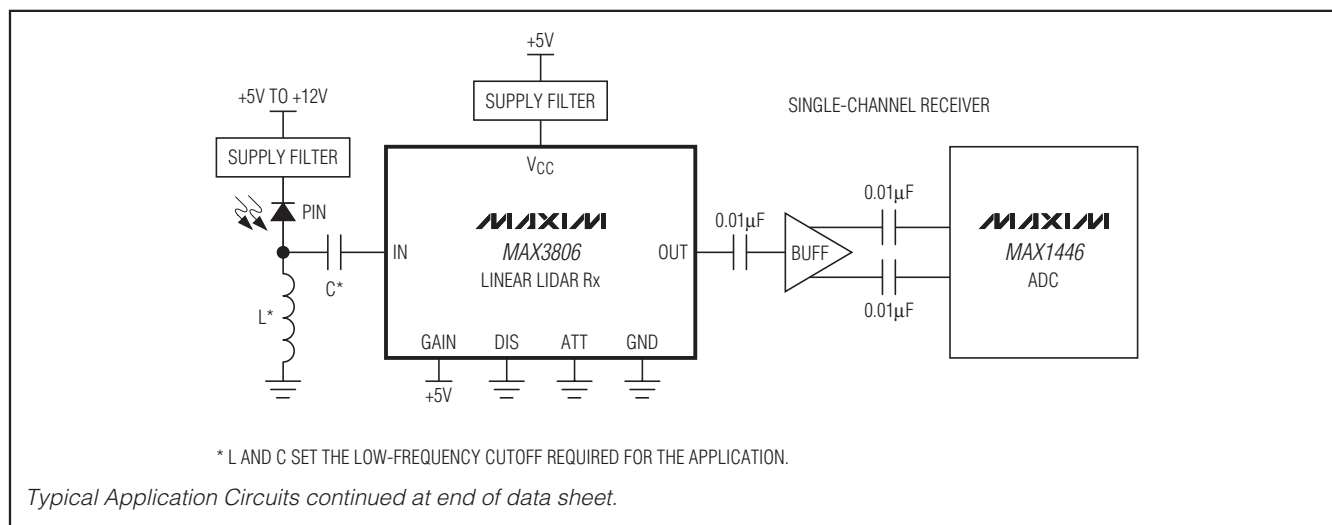 +5V
SUPPLY FILTER
+5V TO +12V
SUPPLY FILTER
PIN
C*
L*
VCC
MAXIM
MAX3806
LINEAR LIDAR Rx
IN
OUT
GAIN
DIS
ATT
GND
+5V
SINGLE-CHANNEL RECEIVER
0.01μF
BUFF
0.01μF
0.01μF
MAXIM
MAX1446
ADC
* L AND C SET THE LOW-FREQUENCY CUTOFF REQUIRED FOR THE APPLICATION.
Typical Application Circuits continued at end of data sheet.